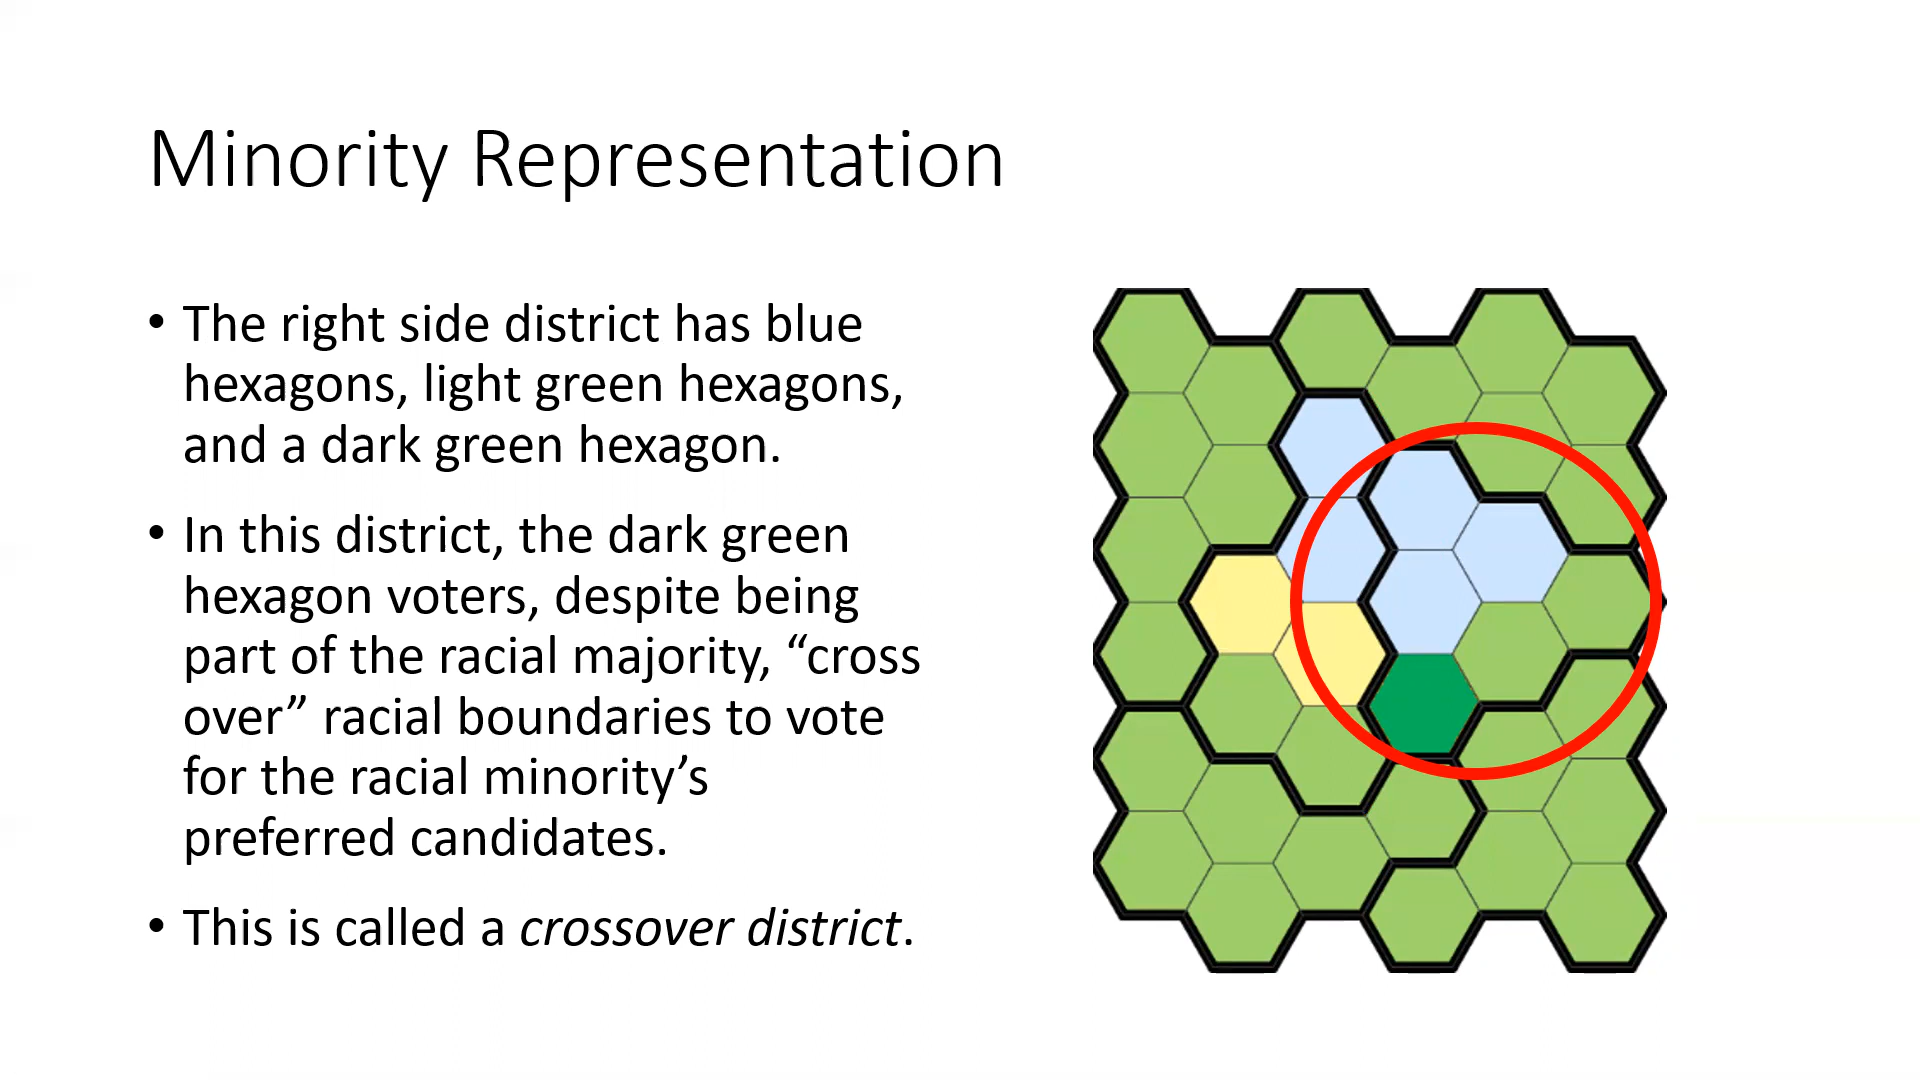 Minority Representation
• The right side district has blue
hexagons, light green hexagons,
and a dark green hexagon.
• In this district, the dark green
hexagon voters, despite being
part of the racial majority, “cross
over” racial boundaries to vote
for the racial minority’s
preferred candidates.
• This is called a crossover district.